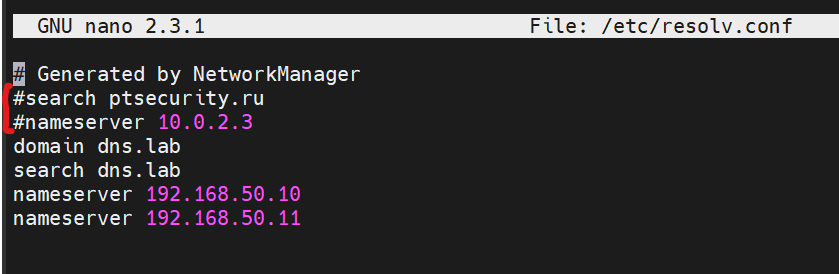 GNU nano 2.3.1 File: /etc/resolv.conf
# Generated by NetworkManager
#search ptsecurity.ru
#nameserver 10.0.2.3
domain dns.lab
search dns.lab
nameserver 192.168.50.10
nameserver 192.168.50.11